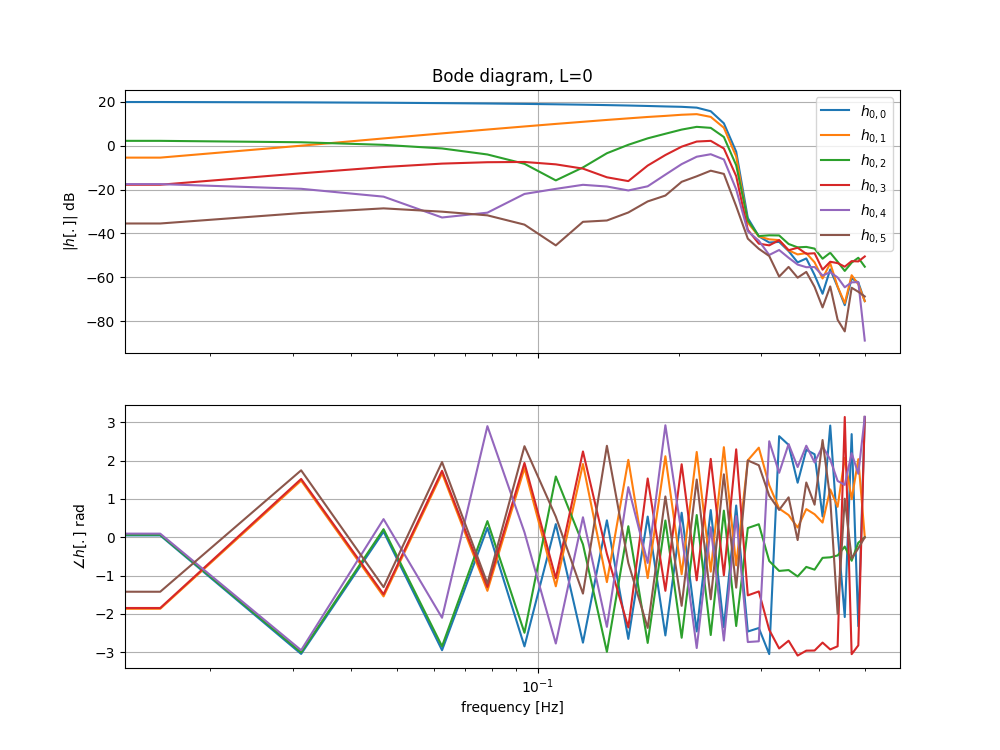 Bode diagram, L=0
|h[.]| dB
20
0
−20
−40
−60
−80
h0,0
h0,1
h0,2
h0,3
h0,4
h0,5
∠h[.] rad
3
2
1
0
−1
−2
−3
10−1
frequency [Hz]